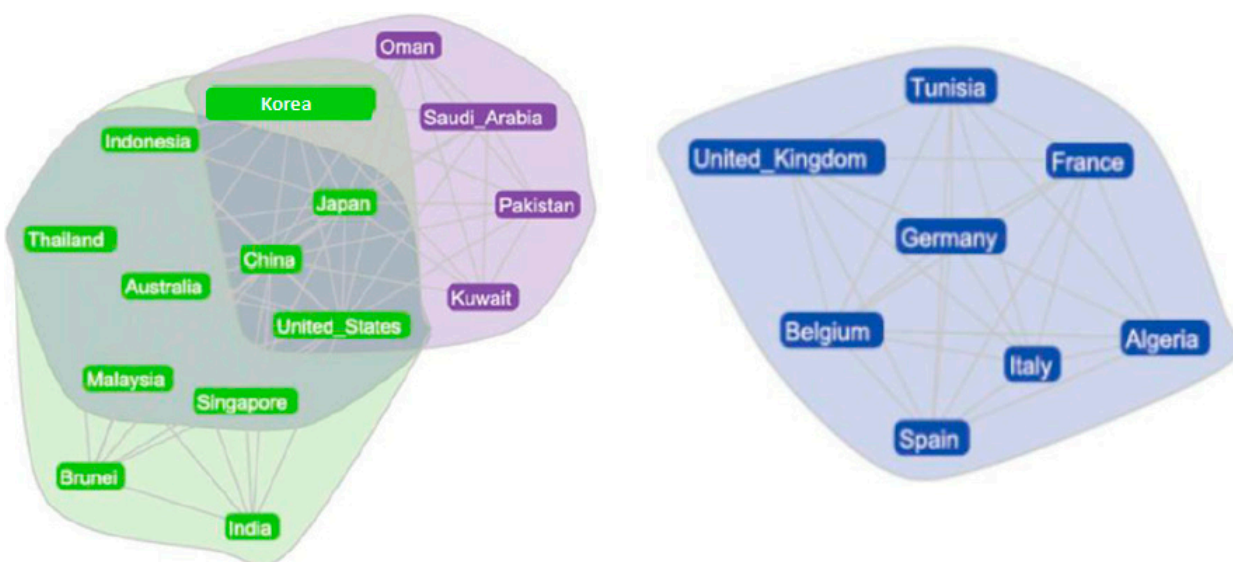 Oman
Korea
Saudi_Arabia
Indonesia
Japan
Pakistan
Thailand
China
Australia
Kuwait
United_States
Malaysia
Singapore
Brunei
India
Tunisia
United_Kingdom
France
Germany
Belgium
Algeria
Italy
Spain